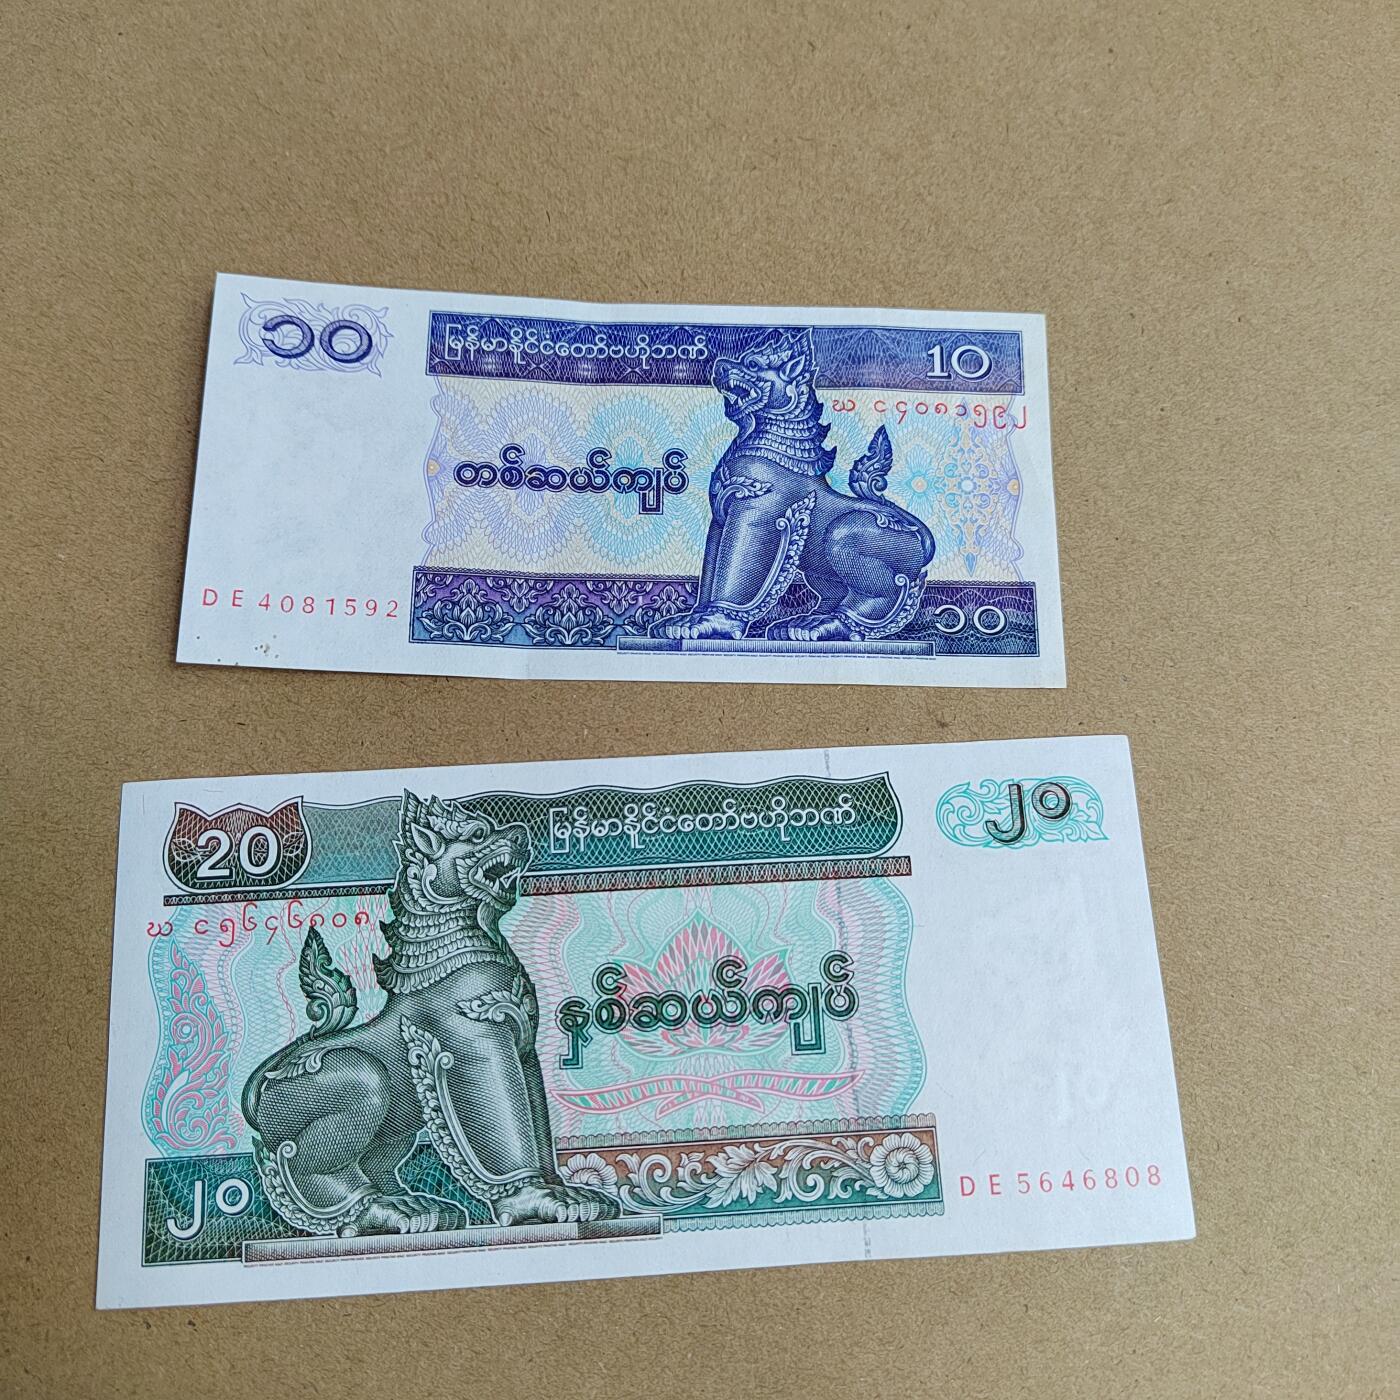 ၁၀
မြန်မာနိုင်ငံတော်ဗဟိုဘဏ်
10
ဃ ၄၀၈၁၅၉၂
တစ်ဆယ်ကျပ်
DE 4081592
၁၀
20
မြန်မာနိုင်ငံတော်ဗဟိုဘဏ်
၂၀
ဃ င၅၆၄၆၈၀၈
နှစ်ဆယ်ကျပ်
၂၀
DE 5646808